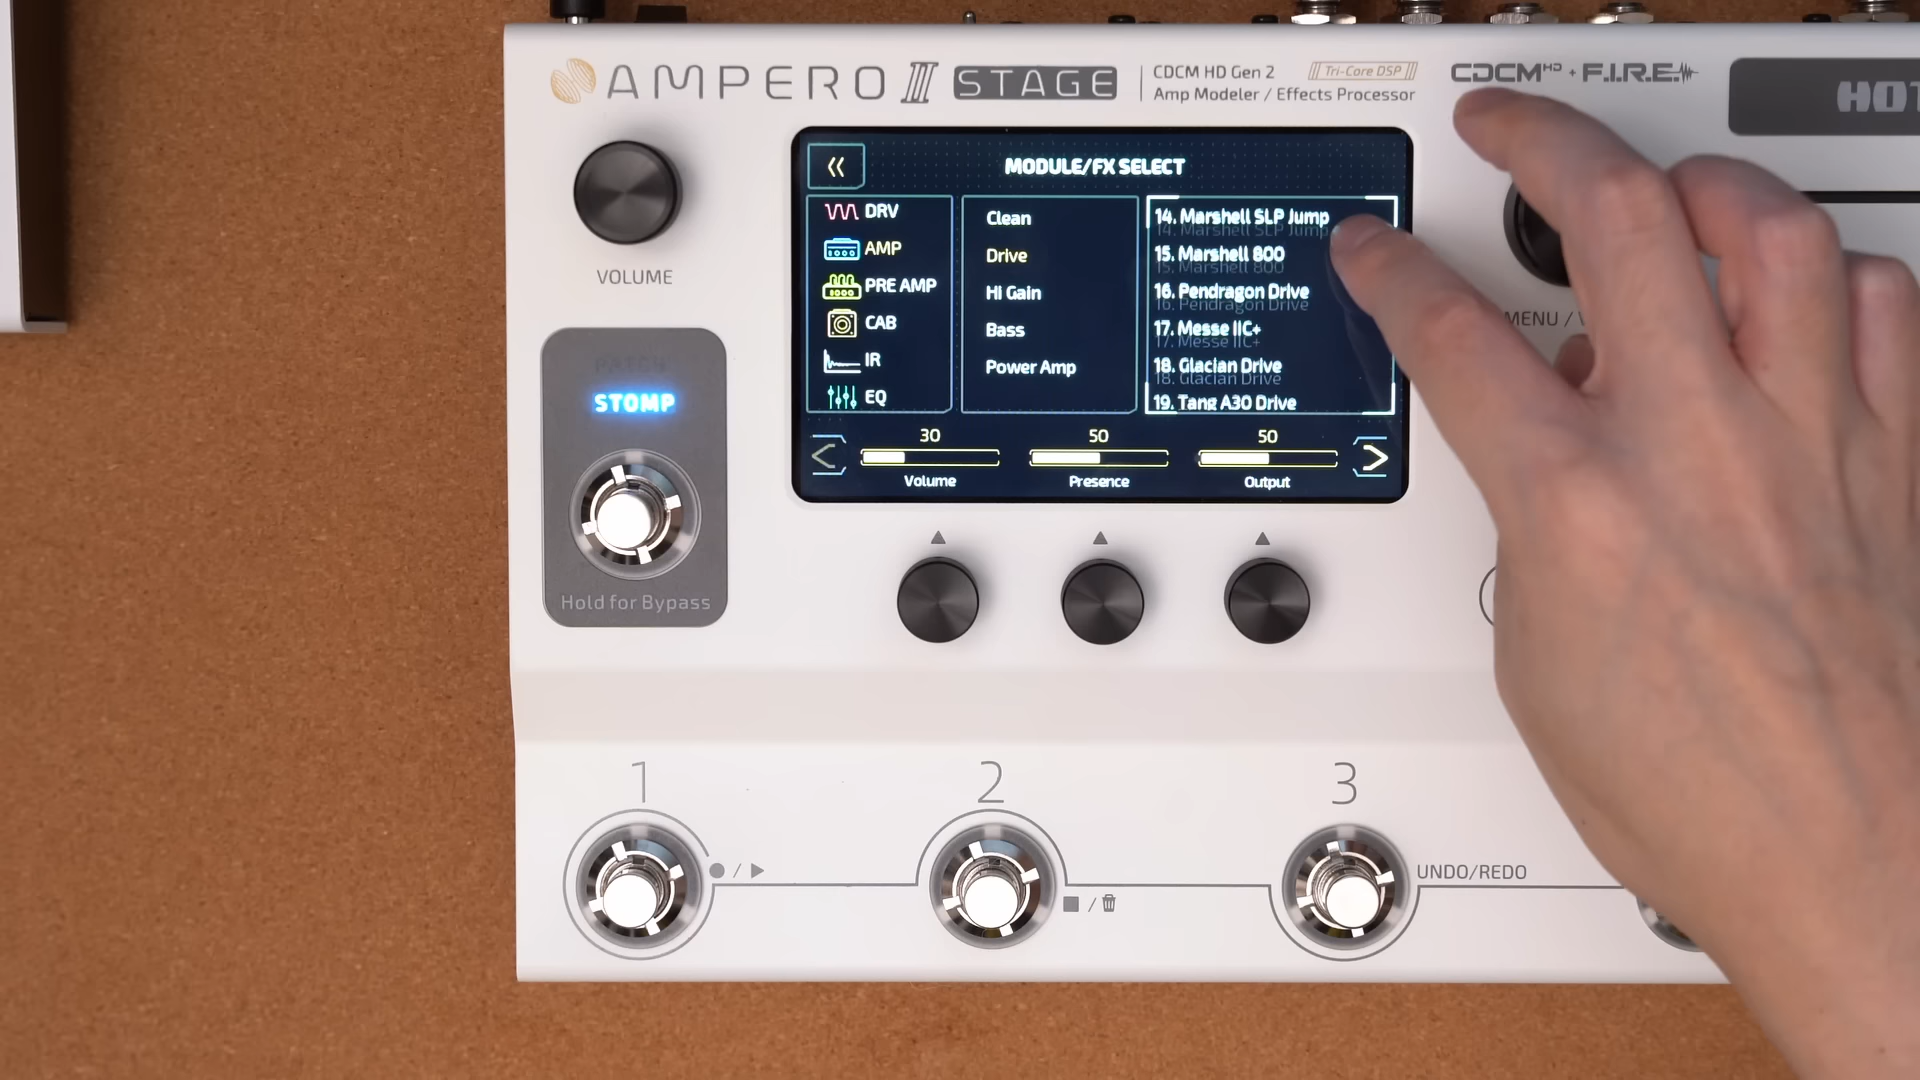 AMPERO II STAGE
CDCM HD Gen 2
Tri-Core DSP
Amp Modeler / Effects Processor
CDCM HD + F.I.R.E.
HOT
VOLUME
MENU /
PATCH
STOMP
Hold for Bypass
MODULE/FX SELECT
DRV
AMP
PRE AMP
CAB
IR
EQ
Clean
Drive
Hi Gain
Bass
Power Amp
14. Marshell SLP Jump
15. Marshell 800
16. Pendragon Drive
17. Messe IIC+
18. Glacian Drive
19. Tang A30 Drive
30
50
50
Volume
Presence
Output
1
2
3
UNDO/REDO